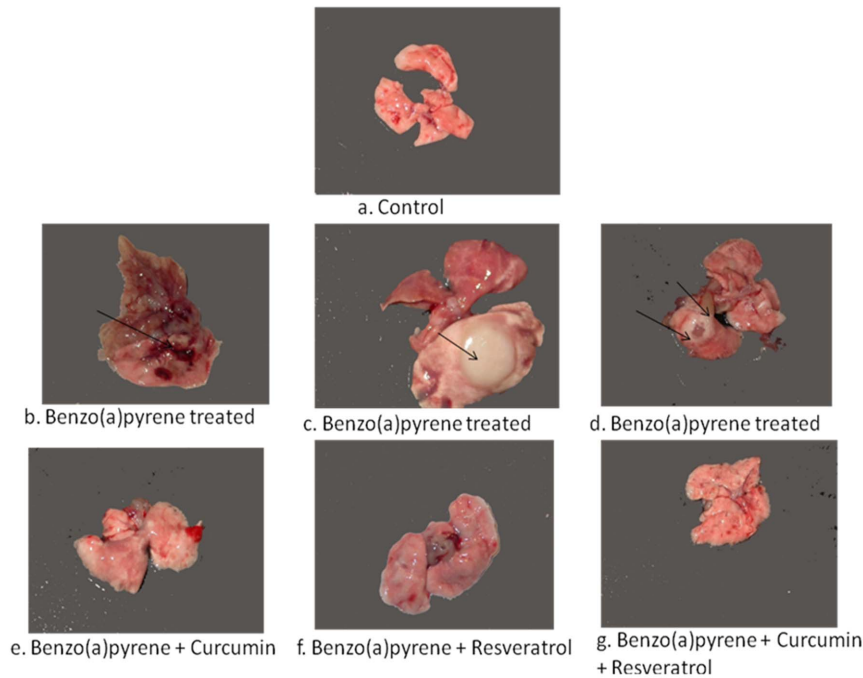 a. Control
b. Benzo(a)pyrene treated
c. Benzo(a)pyrene treated
d. Benzo(a)pyrene treated
e. Benzo(a)pyrene + Curcumin
f. Benzo(a)pyrene + Resveratrol
g. Benzo(a)pyrene + Curcumin
+ Resveratrol